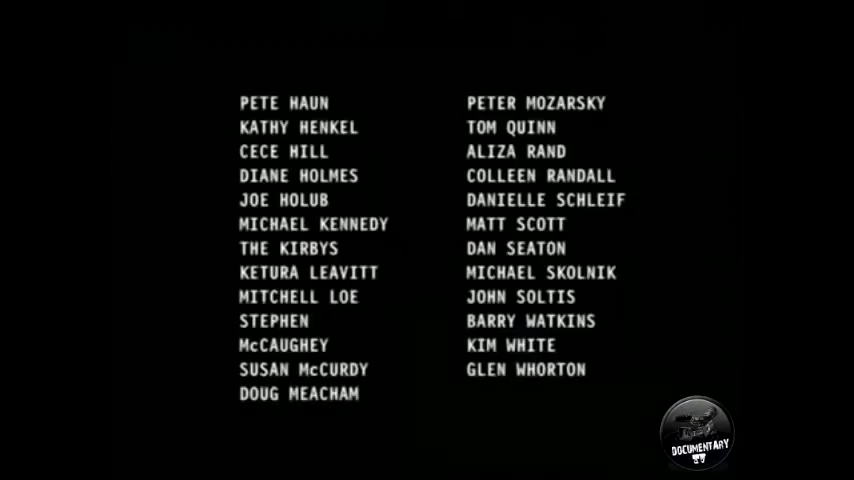 PETE HAUN
KATHY HENKEL
CECE HILL
DIANE HOLMES
JOE HOLUB
MICHAEL KENNEDY
THE KIRBYS
KETURA LEAVITT
MITCHELL LOE
STEPHEN
McCAUGHEY
SUSAN McCURDY
DOUG MEACHAM
PETER MOZARSKY
TOM QUINN
ALIZA RAND
COLLEEN RANDALL
DANIELLE SCHLEIF
MATT SCOTT
DAN SEATON
MICHAEL SKOLNIK
JOHN SOLTIS
BARRY WATKINS
KIM WHITE
GLEN WHORTON
DOCUMENTARY
TV